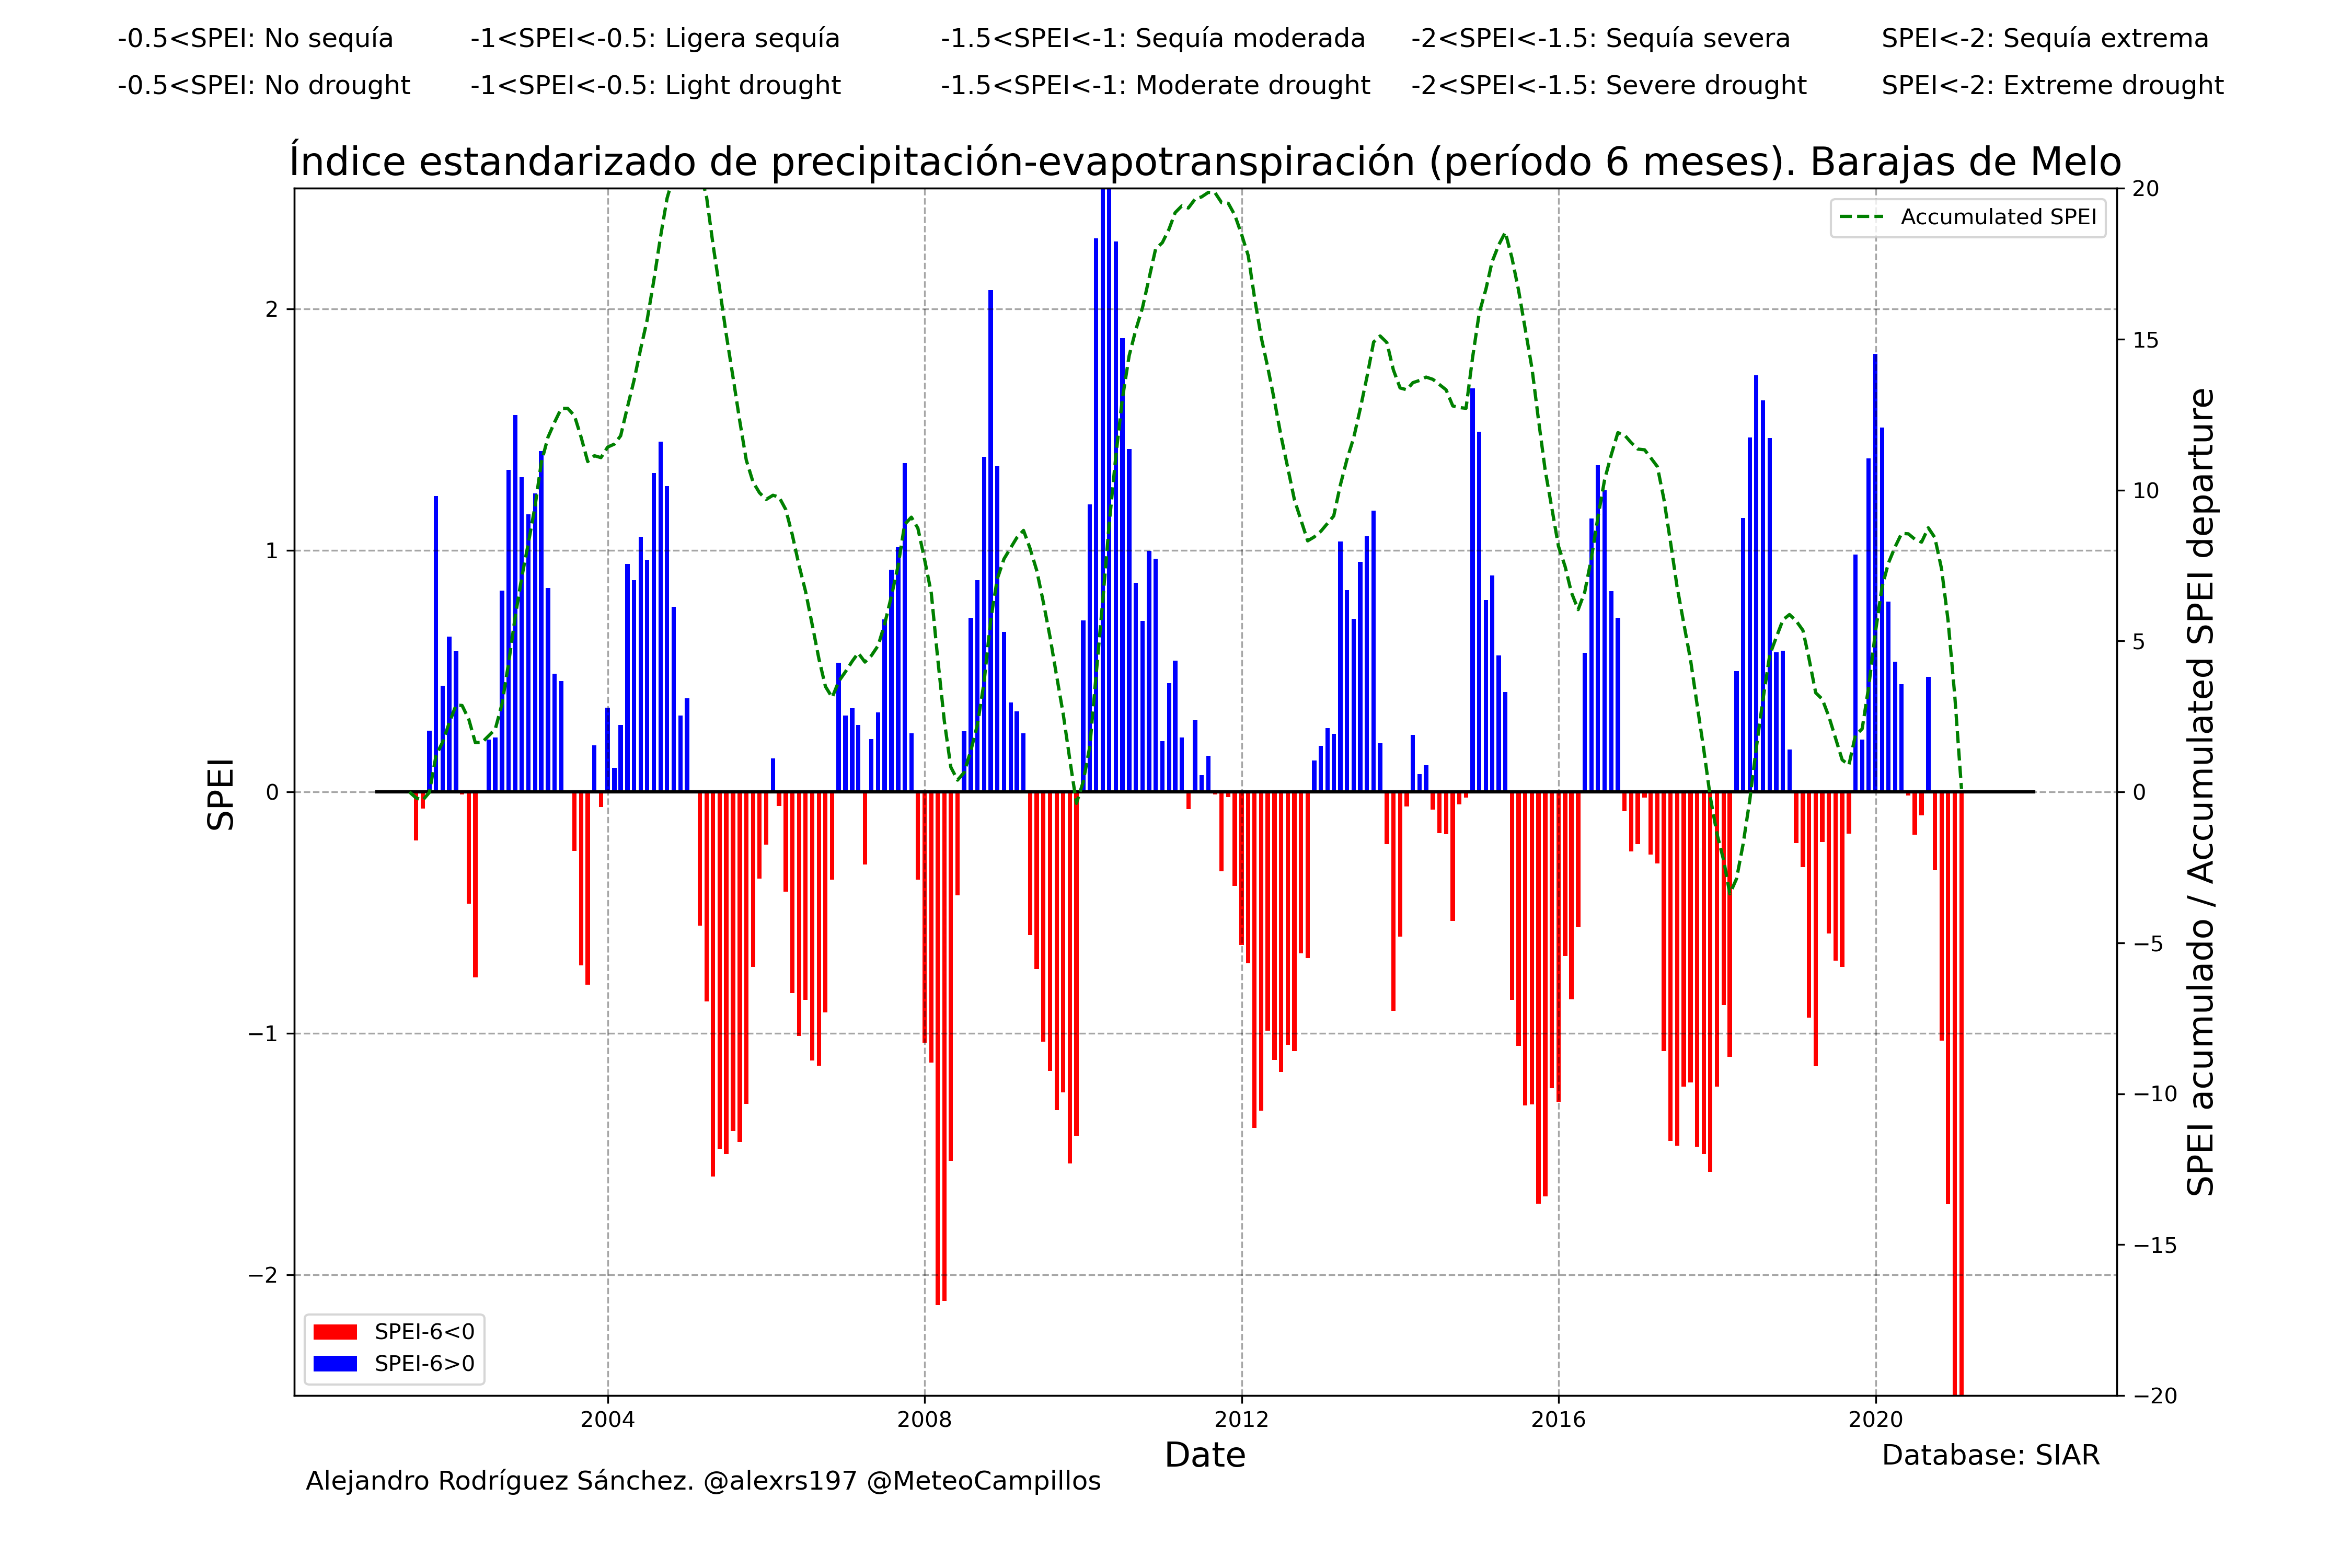 -0.5<SPEI: No sequía -1<SPEI<-0.5: Ligera sequía -1.5<SPEI<-1: Sequía moderada -2<SPEI<-1.5: Sequía severa SPEI<-2: Sequía extrema
-0.5<SPEI: No drought -1<SPEI<-0.5: Light drought -1.5<SPEI<-1: Moderate drought -2<SPEI<-1.5: Severe drought SPEI<-2: Extreme drought
Índice estandarizado de precipitación-evapotranspiración (período 6 meses). Barajas de Melo
Accumulated SPEI
SPEI
2
1
0
−1
−2
20
15
10
5
0
−5
−10
−15
−20
SPEI acumulado / Accumulated SPEI departure
SPEI-6<0
SPEI-6>0
2004 2008 2012 2016 2020
Date
Database: SIAR
Alejandro Rodríguez Sánchez. @alexrs197 @MeteoCampillos